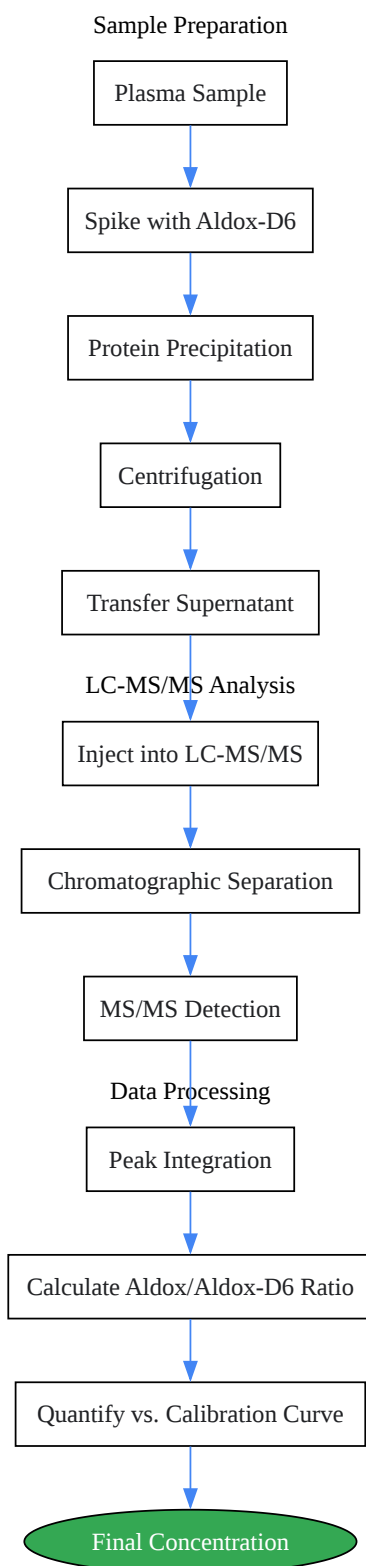 Sample Preparation
Plasma Sample
Spike with Aldox-D6
Protein Precipitation
Centrifugation
Transfer Supernatant
LC-MS/MS Analysis
Inject into LC-MS/MS
Chromatographic Separation
MS/MS Detection
Data Processing
Peak Integration
Calculate Aldox/Aldox-D6 Ratio
Quantify vs. Calibration Curve
Final Concentration